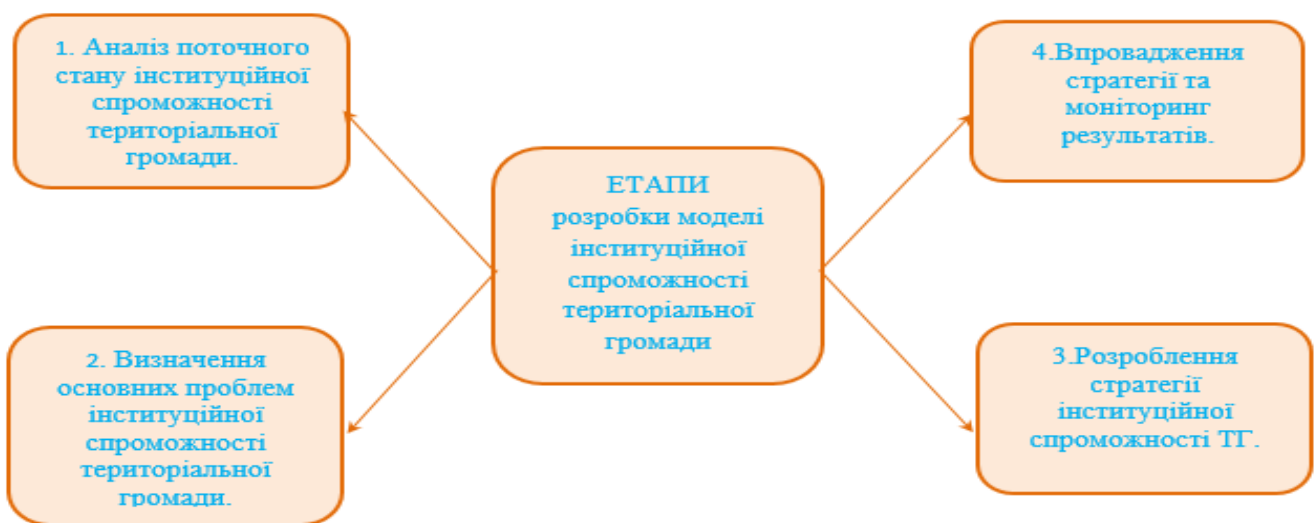 1. Аналіз поточного
стану інституційної
спроможності
територіальної
громади.
2. Визначення
основних проблем
інституційної
спроможності
територіальної
громади.
ЕТАПИ
розробки моделі
інституційної
спроможності
територіальної
громади
4.Впровадження
стратегії та
моніторинг
результатів.
3.Розроблення
стратегії
інституційної
спроможності ТГ.